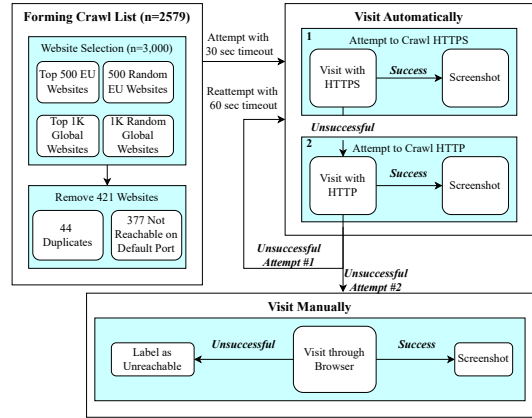 Forming Crawl List (n=2579)
Website Selection (n=3,000)
Top 500 EU
Websites
500 Random
EU Websites
Top 1K
Global
Websites
1K Random
Global
Websites
Remove 421 Websites
44
Duplicates
377 Not
Reachable on
Default Port
Attempt with
30 sec timeout
Reattempt with
60 sec timeout
Visit Automatically
1
Attempt to Crawl HTTPS
Visit with
HTTPS
Success
Screenshot
Unsuccessful
2
Attempt to Crawl HTTP
Visit with
HTTP
Success
Screenshot
Unsuccessful
Attempt #1
Unsuccessful
Attempt #2
Visit Manually
Label as
Unreachable
Unsuccessful
Visit through
Browser
Success
Screenshot